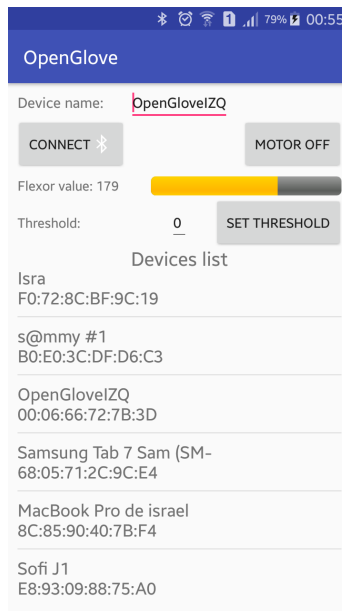 79% 00:55
OpenGlove
Device name: OpenGloveIZQ
CONNECT MOTOR OFF
Flexor value: 179
Threshold: 0 SET THRESHOLD
Devices list
Isra
F0:72:8C:BF:9C:19
s@mmy #1
B0:E0:3C:DF:D6:C3
OpenGloveIZQ
00:06:66:72:7B:3D
Samsung Tab 7 Sam (SM-
68:05:71:2C:9C:E4
MacBook Pro de israel
8C:85:90:40:7B:F4
Sofi J1
E8:93:09:88:75:A0